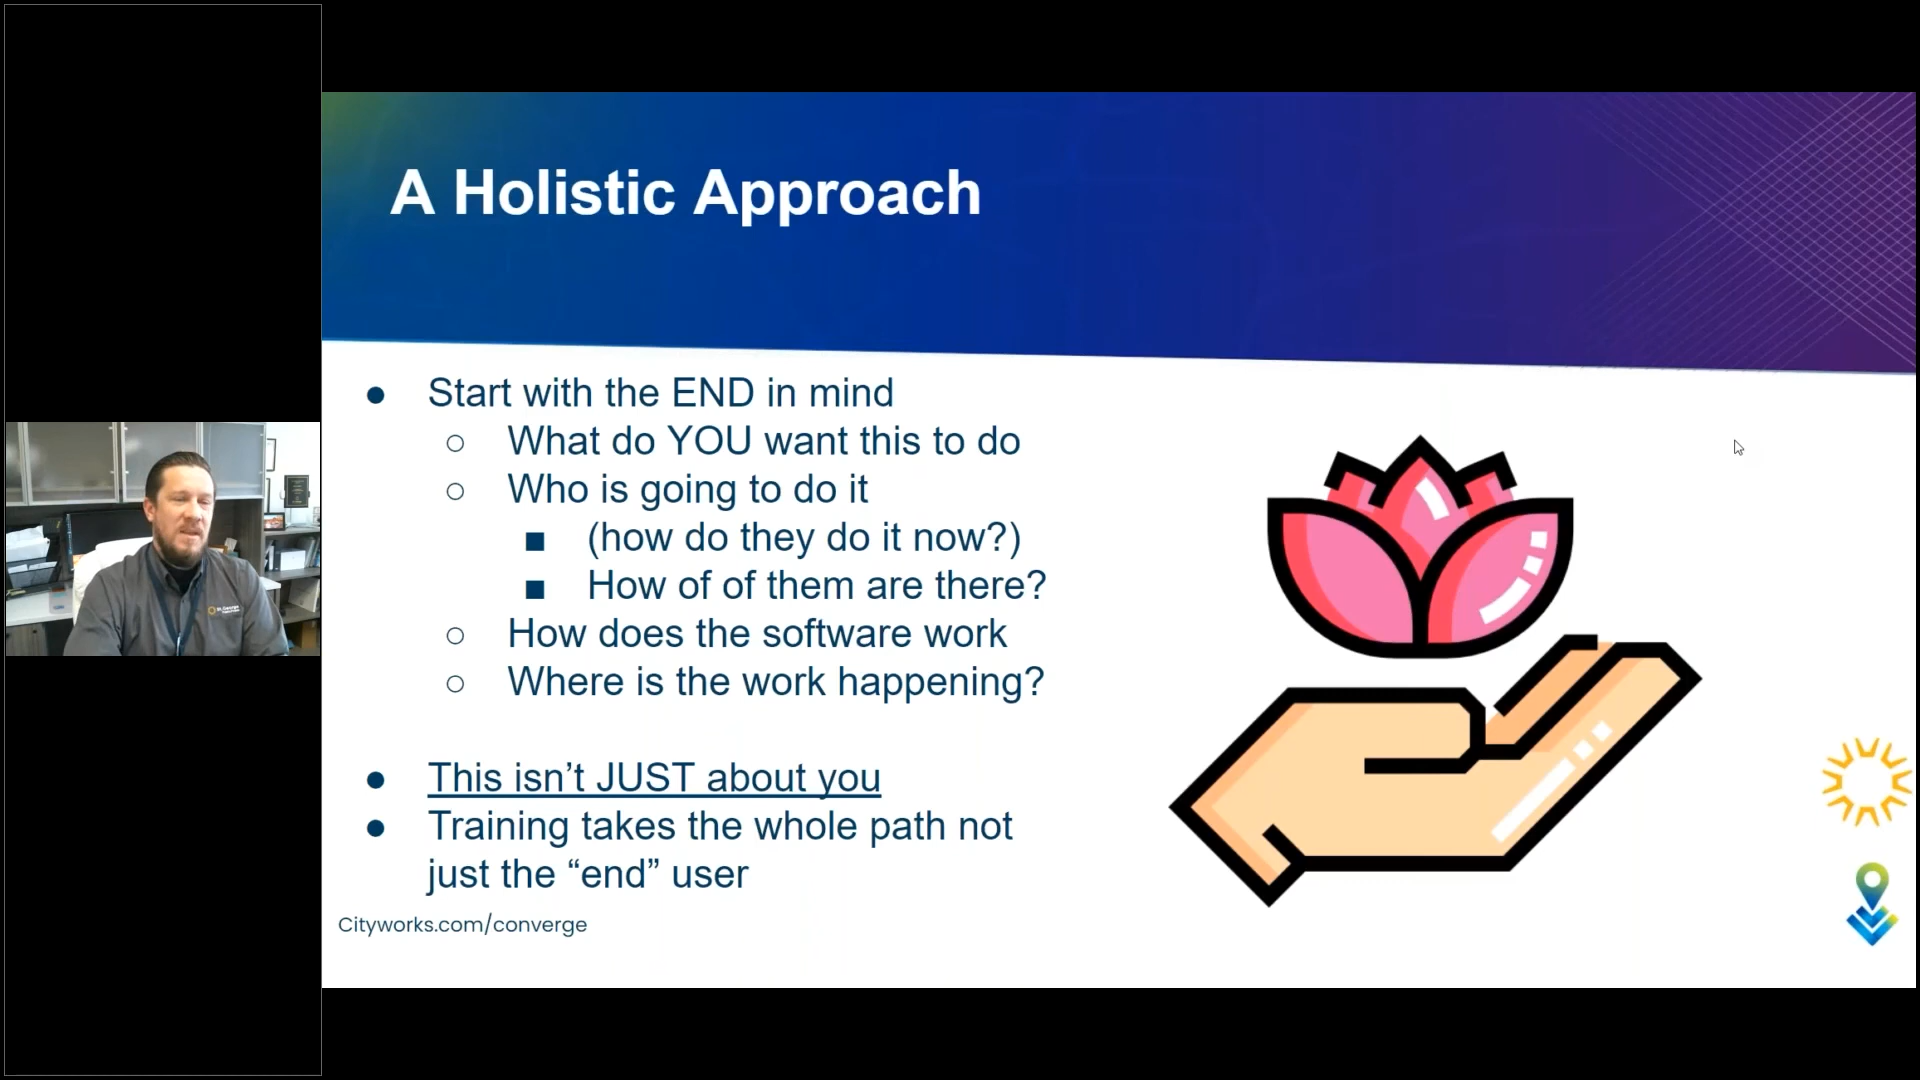 A Holistic Approach
● Start with the END in mind
○ What do YOU want this to do
○ Who is going to do it
■ (how do they do it now?)
■ How of of them are there?
○ How does the software work
○ Where is the work happening?
● This isn’t JUST about you
● Training takes the whole path not
just the “end” user
Cityworks.com/converge
St. George